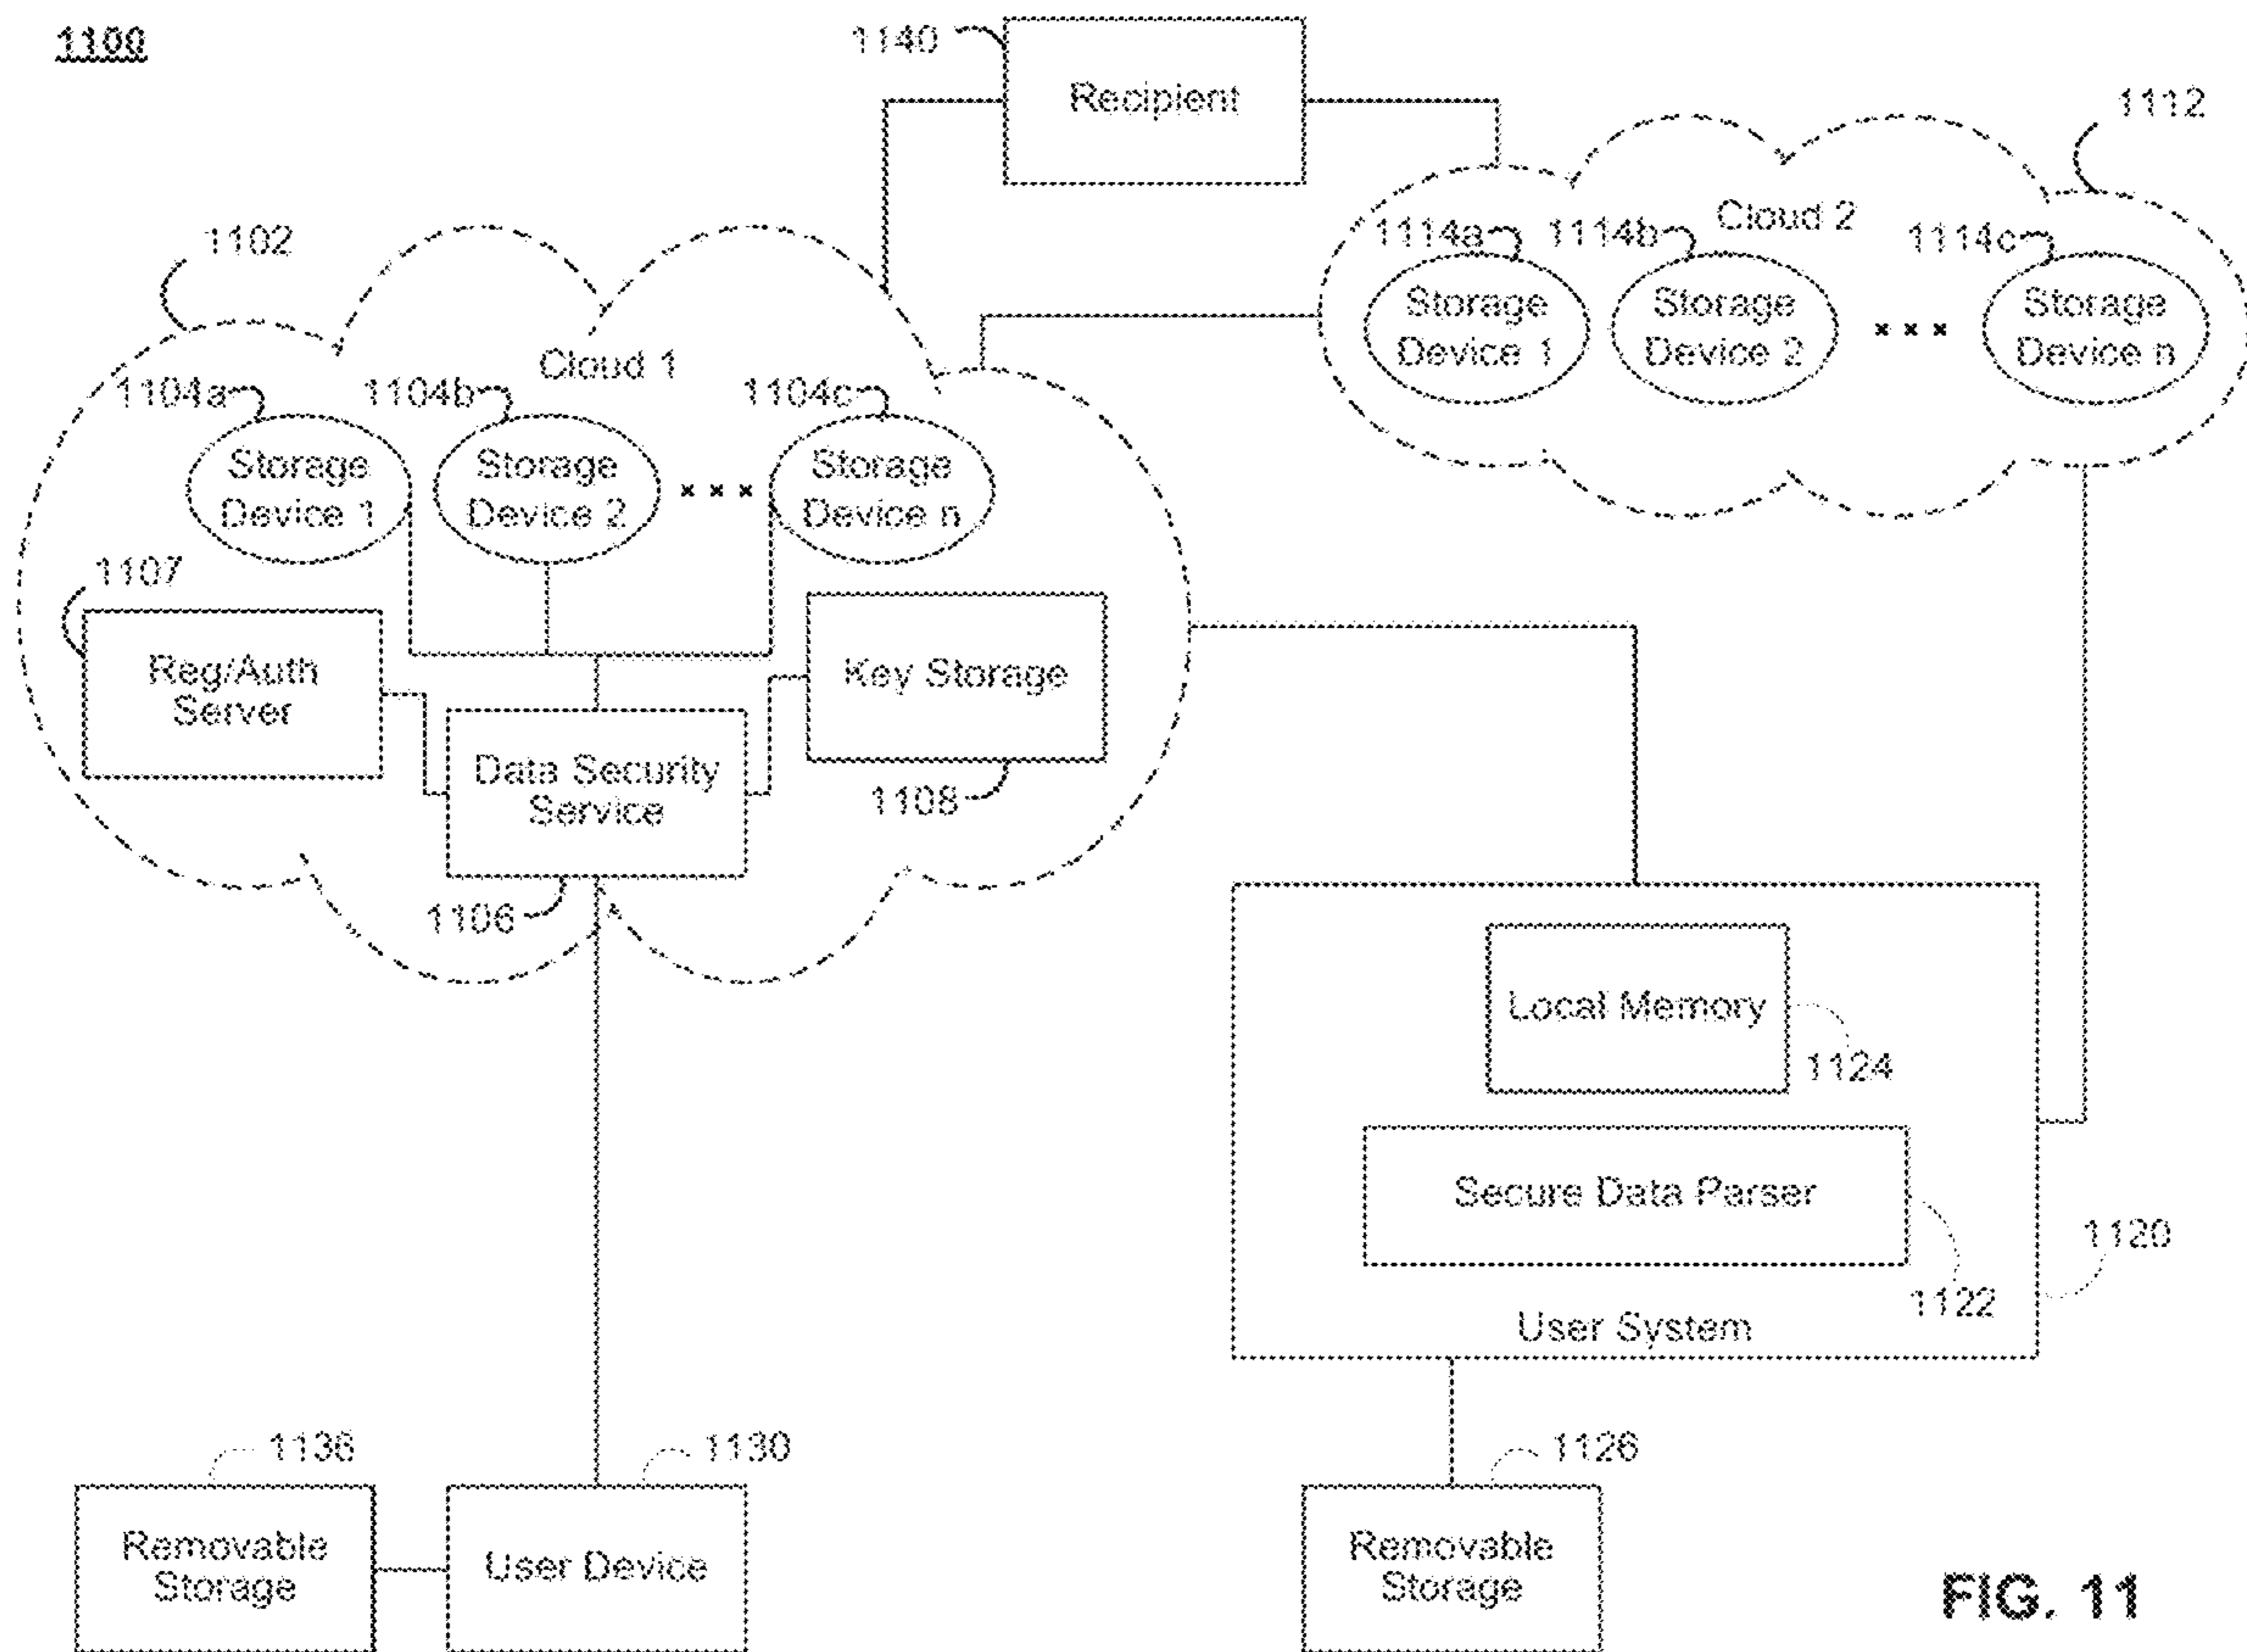 1100
1140
Recipient
1112
Cloud 2
1114a
1114b
1114c
Storage
Device 1
Storage
Device 2
Storage
Device n
1102
Cloud 1
1104a
1104b
1104c
Storage
Device 1
Storage
Device 2
Storage
Device n
1107
Reg/Auth
Server
Key Storage
1108
Data Security
Service
1106
Local Memory
1124
Secure Data Parser
1122
1120
User System
1136
Removable
Storage
1130
User Device
1126
Removable
Storage
FIG. 11